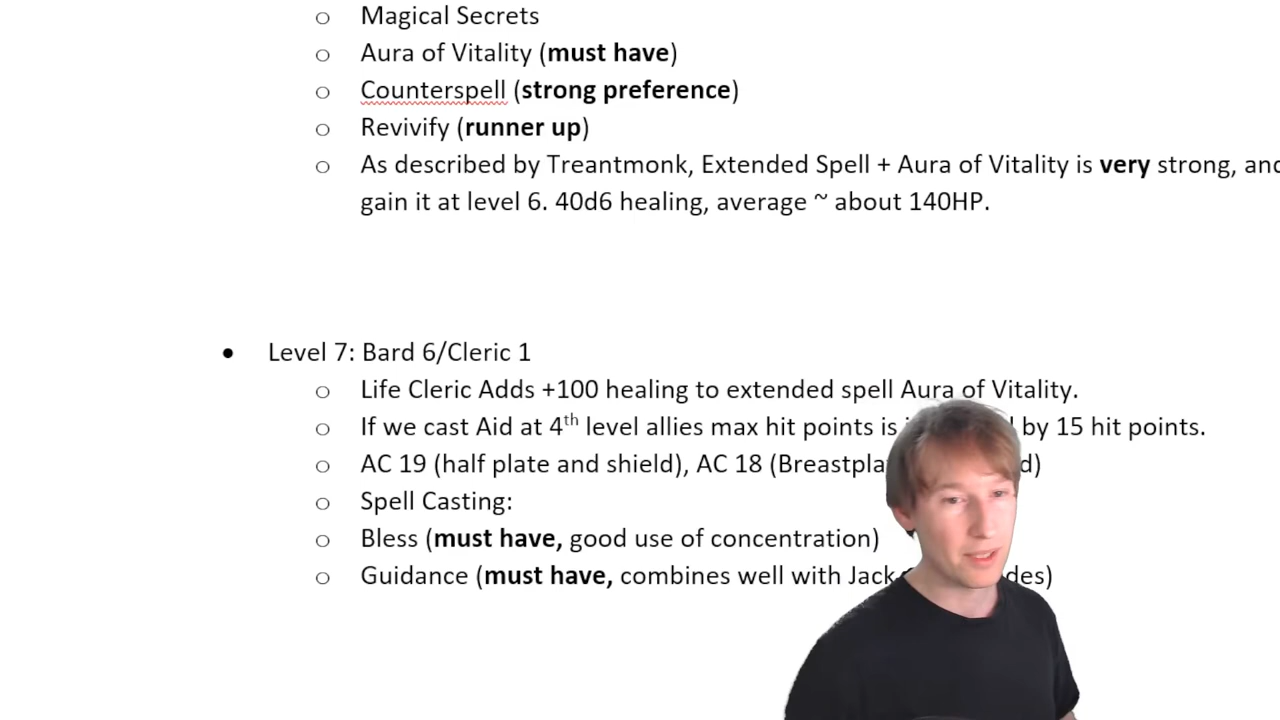 Magical Secrets
Aura of Vitality (must have)
Counterspell (strong preference)
Revivify (runner up)
As described by Treantmonk, Extended Spell + Aura of Vitality is very strong, and
gain it at level 6. 40d6 healing, average ~ about 140HP.
Level 7: Bard 6/Cleric 1
Life Cleric Adds +100 healing to extended spell Aura of Vitality.
If we cast Aid at 4th level allies max hit points is by 15 hit points.
AC 19 (half plate and shield), AC 18 (
Spell Casting:
Bless (must have, good use of concentration)
Guidance (must have, combines well with Jack